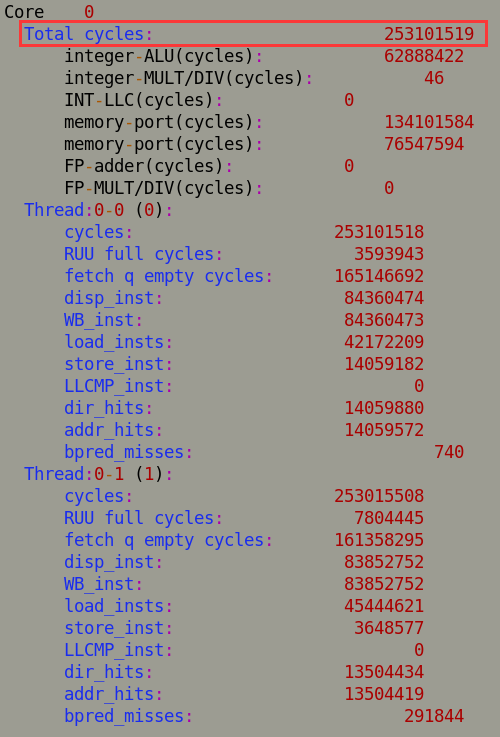 Core 0
Total cycles: 253101519
integer-ALU(cycles): 62888422
integer-MULT/DIV(cycles): 46
INT-LLC(cycles): 0
memory-port(cycles): 134101584
memory-port(cycles): 76547594
FP-adder(cycles): 0
FP-MULT/DIV(cycles): 0
Thread:0-0 (0):
cycles: 253101518
RUU full cycles: 3593943
fetch q empty cycles: 165146692
disp_inst: 84360474
WB_inst: 84360473
load_insts: 42172209
store_inst: 14059182
LLCMP_inst: 0
dir_hits: 14059880
addr_hits: 14059572
bpred_misses: 740
Thread:0-1 (1):
cycles: 253015508
RUU full cycles: 7804445
fetch q empty cycles: 161358295
disp_inst: 83852752
WB_inst: 83852752
load_insts: 45444621
store_inst: 3648577
LLCMP_inst: 0
dir_hits: 13504434
addr_hits: 13504419
bpred_misses: 291844